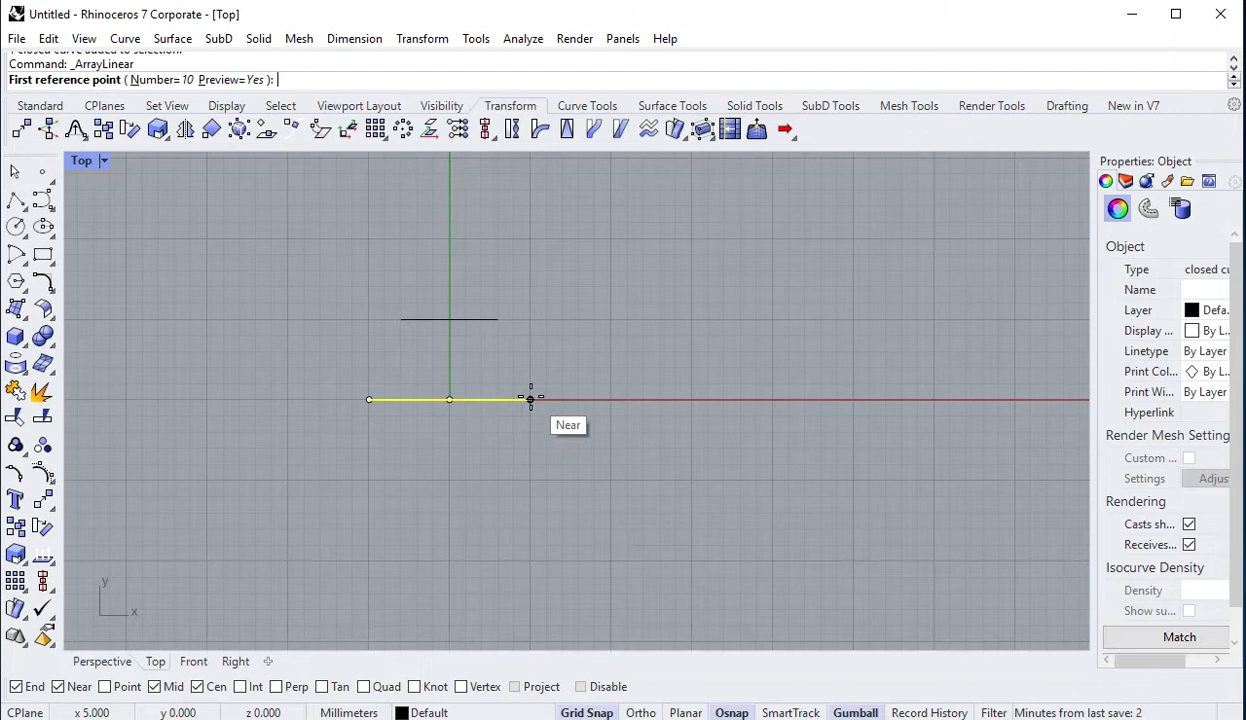 Untitled - Rhinoceros 7 Corporate - [Top]
File Edit View Curve Surface SubD Solid Mesh Dimension Transform Tools Analyze Render Panels Help
1 closed curve added to selection.
Command: _ArrayLinear
First reference point ( Number=10 Preview=Yes ):
Standard CPlanes Set View Display Select Viewport Layout Visibility Transform Curve Tools Surface Tools Solid Tools SubD Tools Mesh Tools Render Tools Drafting New in V7
Top
Properties: Object
Object
Type closed cu
Name
Layer Defa...
Display ... By L...
Linetype By Layer
Print Col... By L...
Print Wi... By Layer
Hyperlink
Render Mesh Setting
Custom ...
Settings Adjus
Rendering
Casts sh...
Receives...
Isocurve Density
Density
Show su...
Match
Near
y
x
Perspective Top Front Right
End Near Point Mid Cen Int Perp Tan Quad Knot Vertex Project Disable
CPlane x 5.000 y 0.000 z 0.000 Millimeters Default Grid Snap Ortho Planar Osnap SmartTrack Gumball Record History Filter Minutes from last save: 2